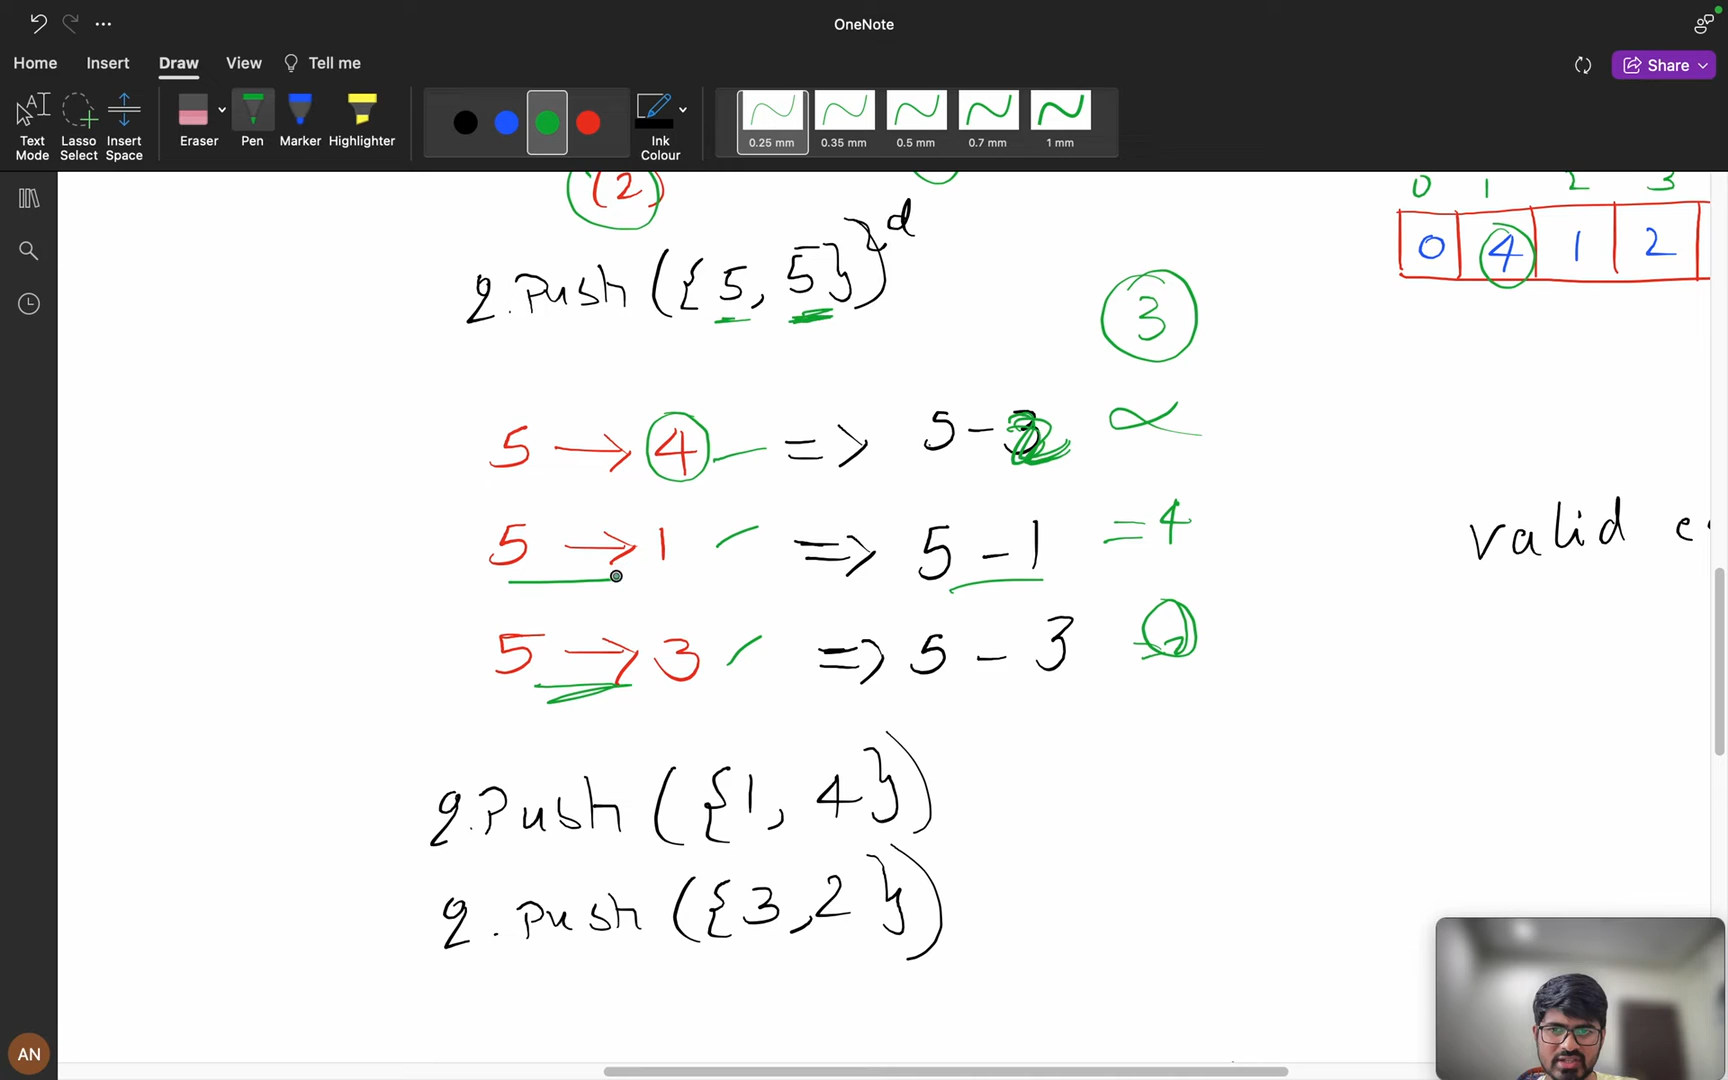 OneNote
Home Insert Draw View Tell me
Share
Text Mode
Lasso Select
Insert Space
Eraser
Pen
Marker
Highlighter
Ink Colour
0.25 mm
0.35 mm
0.5 mm
0.7 mm
1 mm
(2)
0 1 2 3
0 4 1 2
q.Push({5, 5}) d
3
5 → 4 => 5 -
5 → 1 => 5 - 1 = 4
5 → 3 => 5 - 3
valid
q.Push({1, 4})
q.push({3,2})
AN